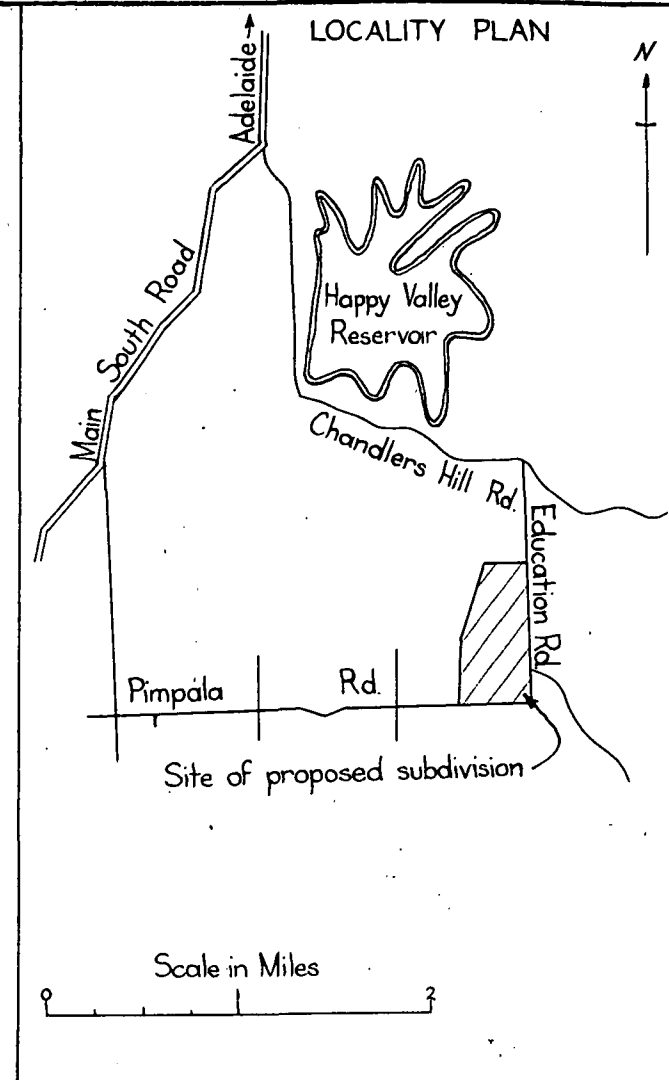 LOCALITY PLAN
N
Adelaide
Main South Road
Happy Valley
Reservoir
Chandlers Hill Rd.
Education Rd.
Pimpala Rd.
Site of proposed subdivision
Scale in Miles
0 2